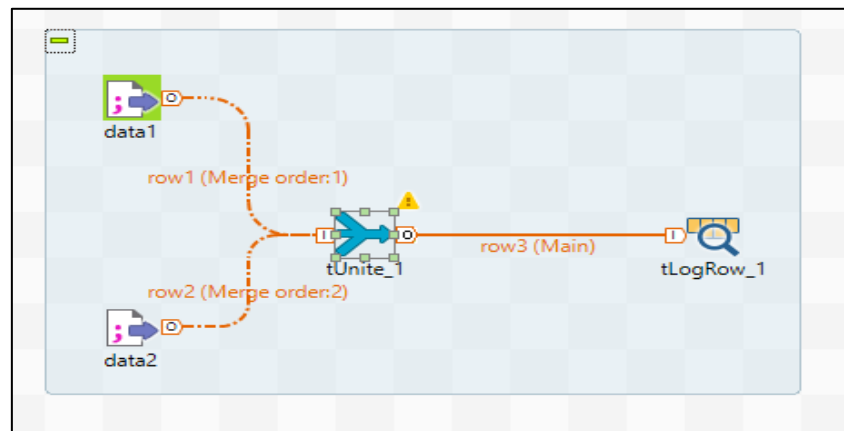 data1
row1 (Merge order:1)
tUnite_1
row3 (Main)
tLogRow_1
row2 (Merge order:2)
data2